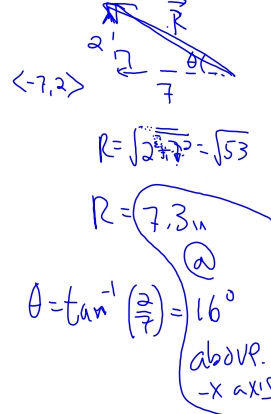 R
2
θ
7
<-7,2>
R = √2²+7² = √53
R = 7,3 m
@
θ = tan⁻¹ (2/7) = 16°
above.
-x axis